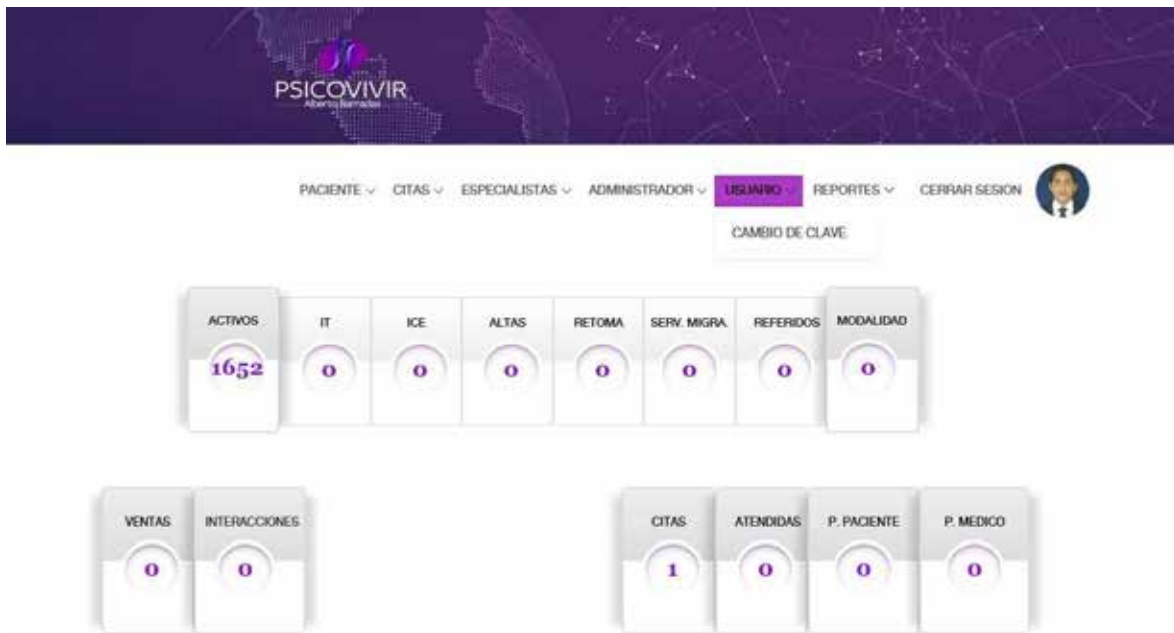 PSICOVIVIR
Alberto Barradas
PACIENTE CITAS ESPECIALISTAS ADMINISTRADOR USUARIO REPORTES CERRAR SESION
CAMBIO DE CLAVE
ACTIVOS IT ICE ALTAS RETOMA SERV. MIGRA. REFERIDOS MODALIDAD
1652 0 0 0 0 0 0 0
VENTAS INTERACCIONES CITAS ATENDIDAS P. PACIENTE P. MEDICO
0 0 1 0 0 0